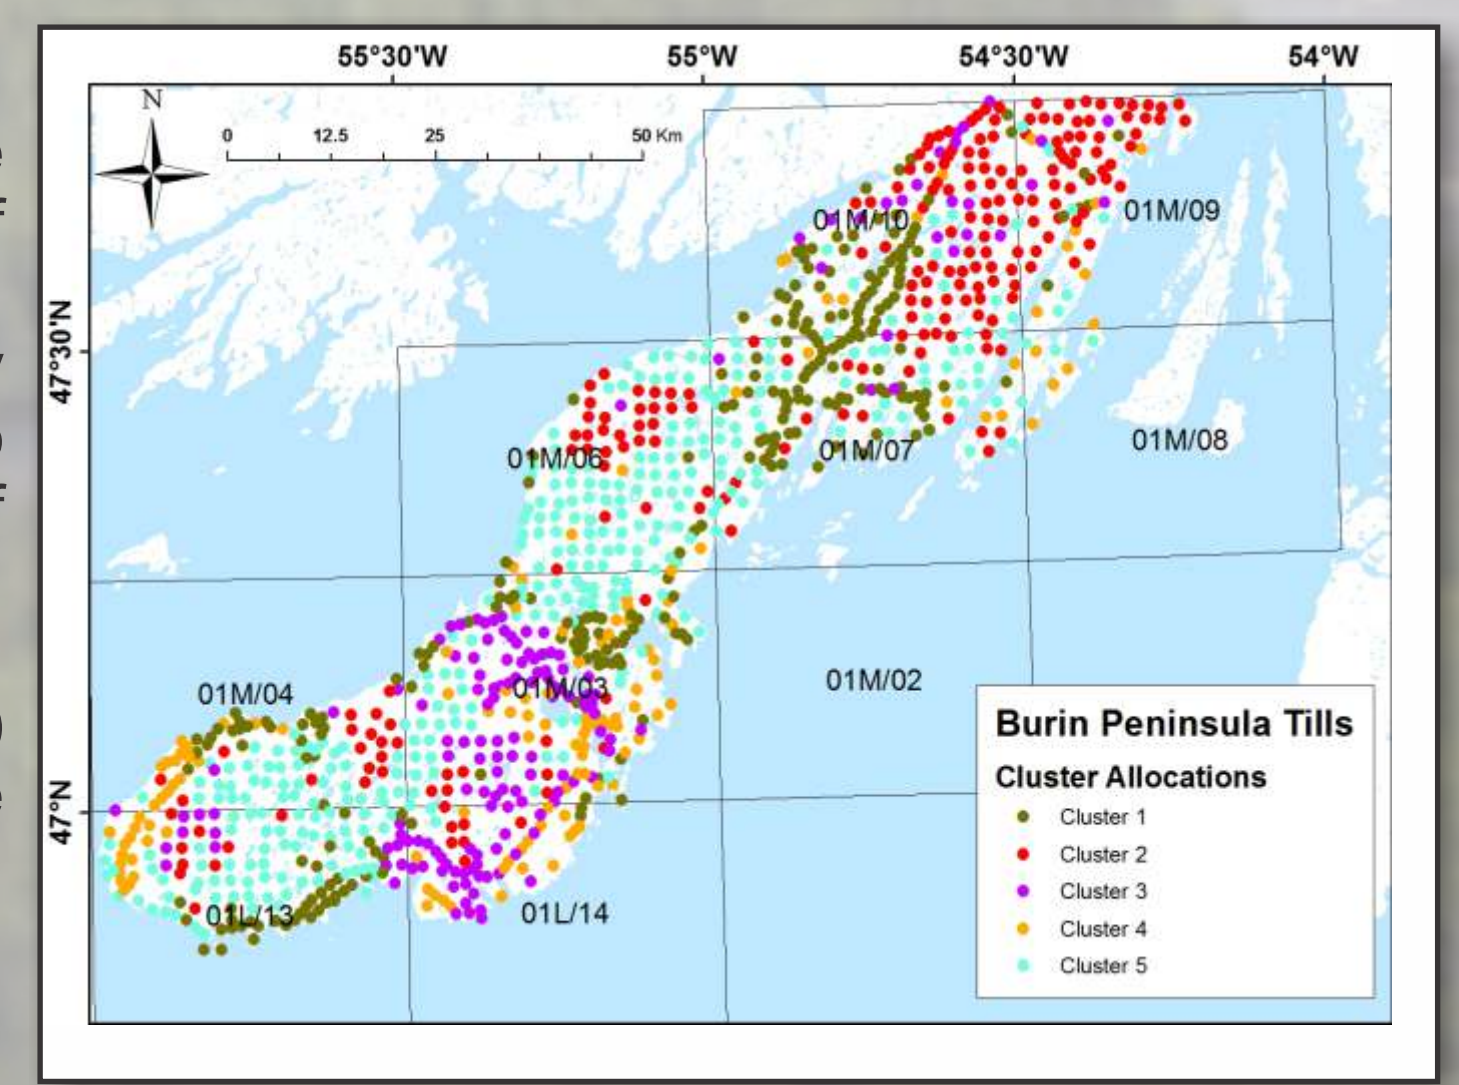 55°30'W 55°W 54°30'W 54°W
N
0 12.5 25 50 Km
47°30'N
47°N
01M/10
01M/09
01M/06
01M/07
01M/08
01M/04
01M/03
01M/02
01L/13
01L/14
Burin Peninsula Tills
Cluster Allocations
Cluster 1
Cluster 2
Cluster 3
Cluster 4
Cluster 5